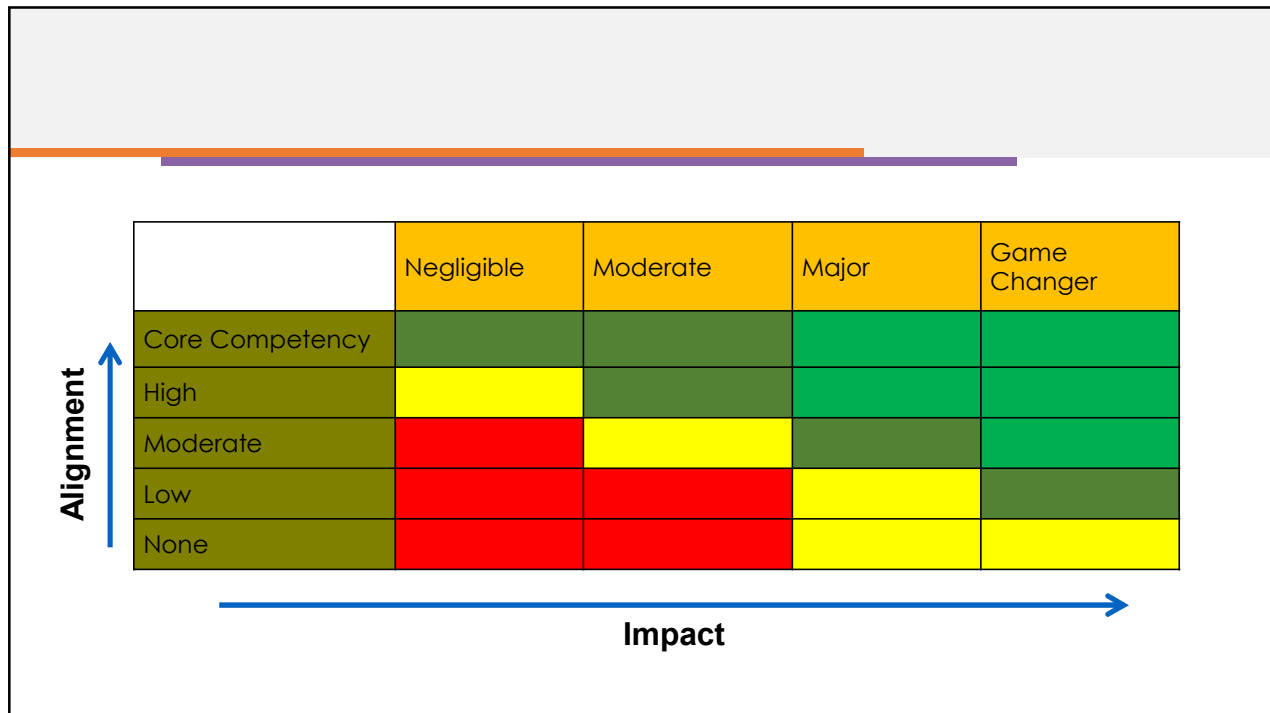 Negligible
Moderate
Major
Game
Changer
Core Competency
High
Moderate
Low
None
Alignment
Impact